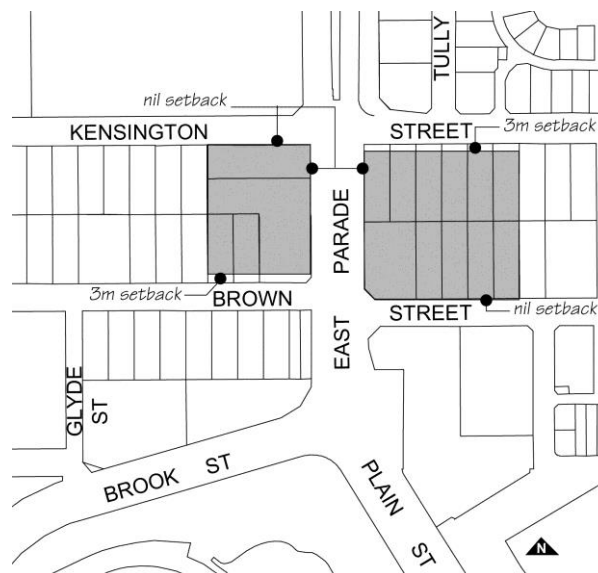 TULLY
nil setback
KENSINGTON STREET
3m setback
PARADE
3m setback
BROWN STREET
nil setback
EAST
GLYDE ST
BROOK ST
PLAIN ST
N